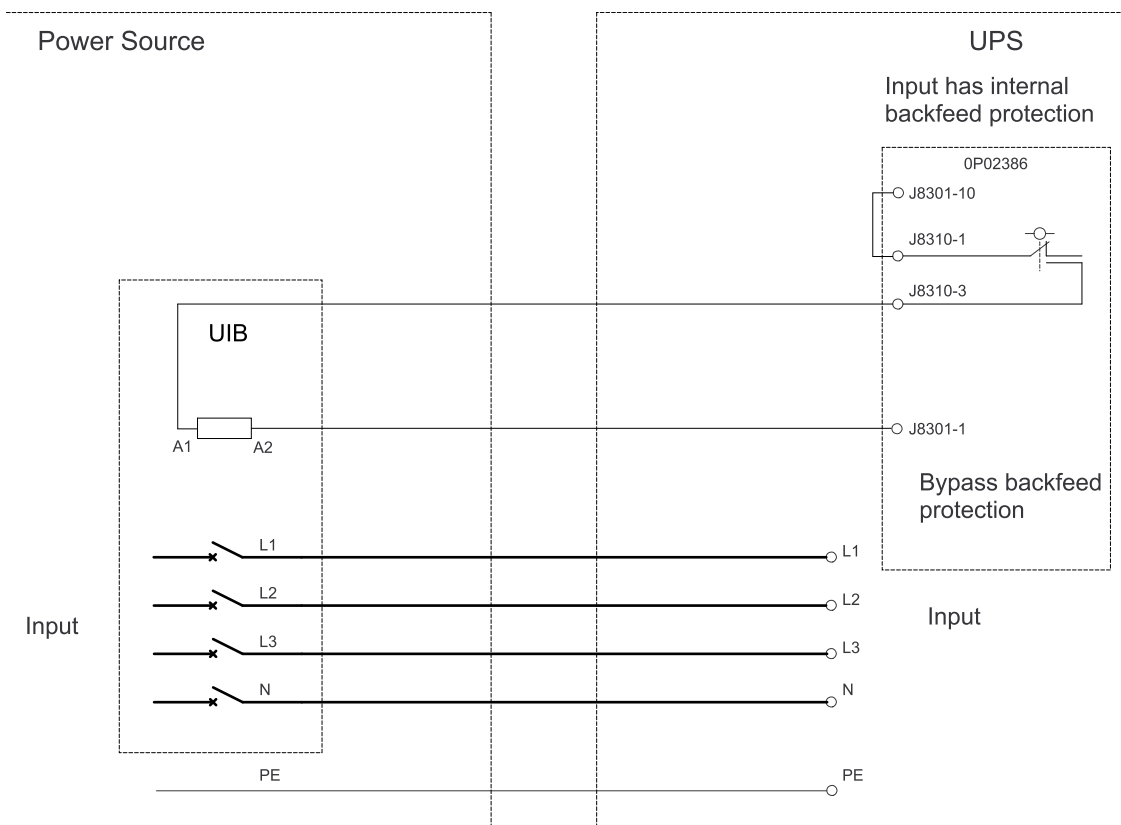 Power Source
UPS
Input has internal
backfeed protection
0P02386
J8301-10
J8310-1
J8310-3
UIB
A1
A2
J8301-1
Bypass backfeed
protection
L1
L1
L2
L2
Input
Input
L3
L3
N
N
PE
PE